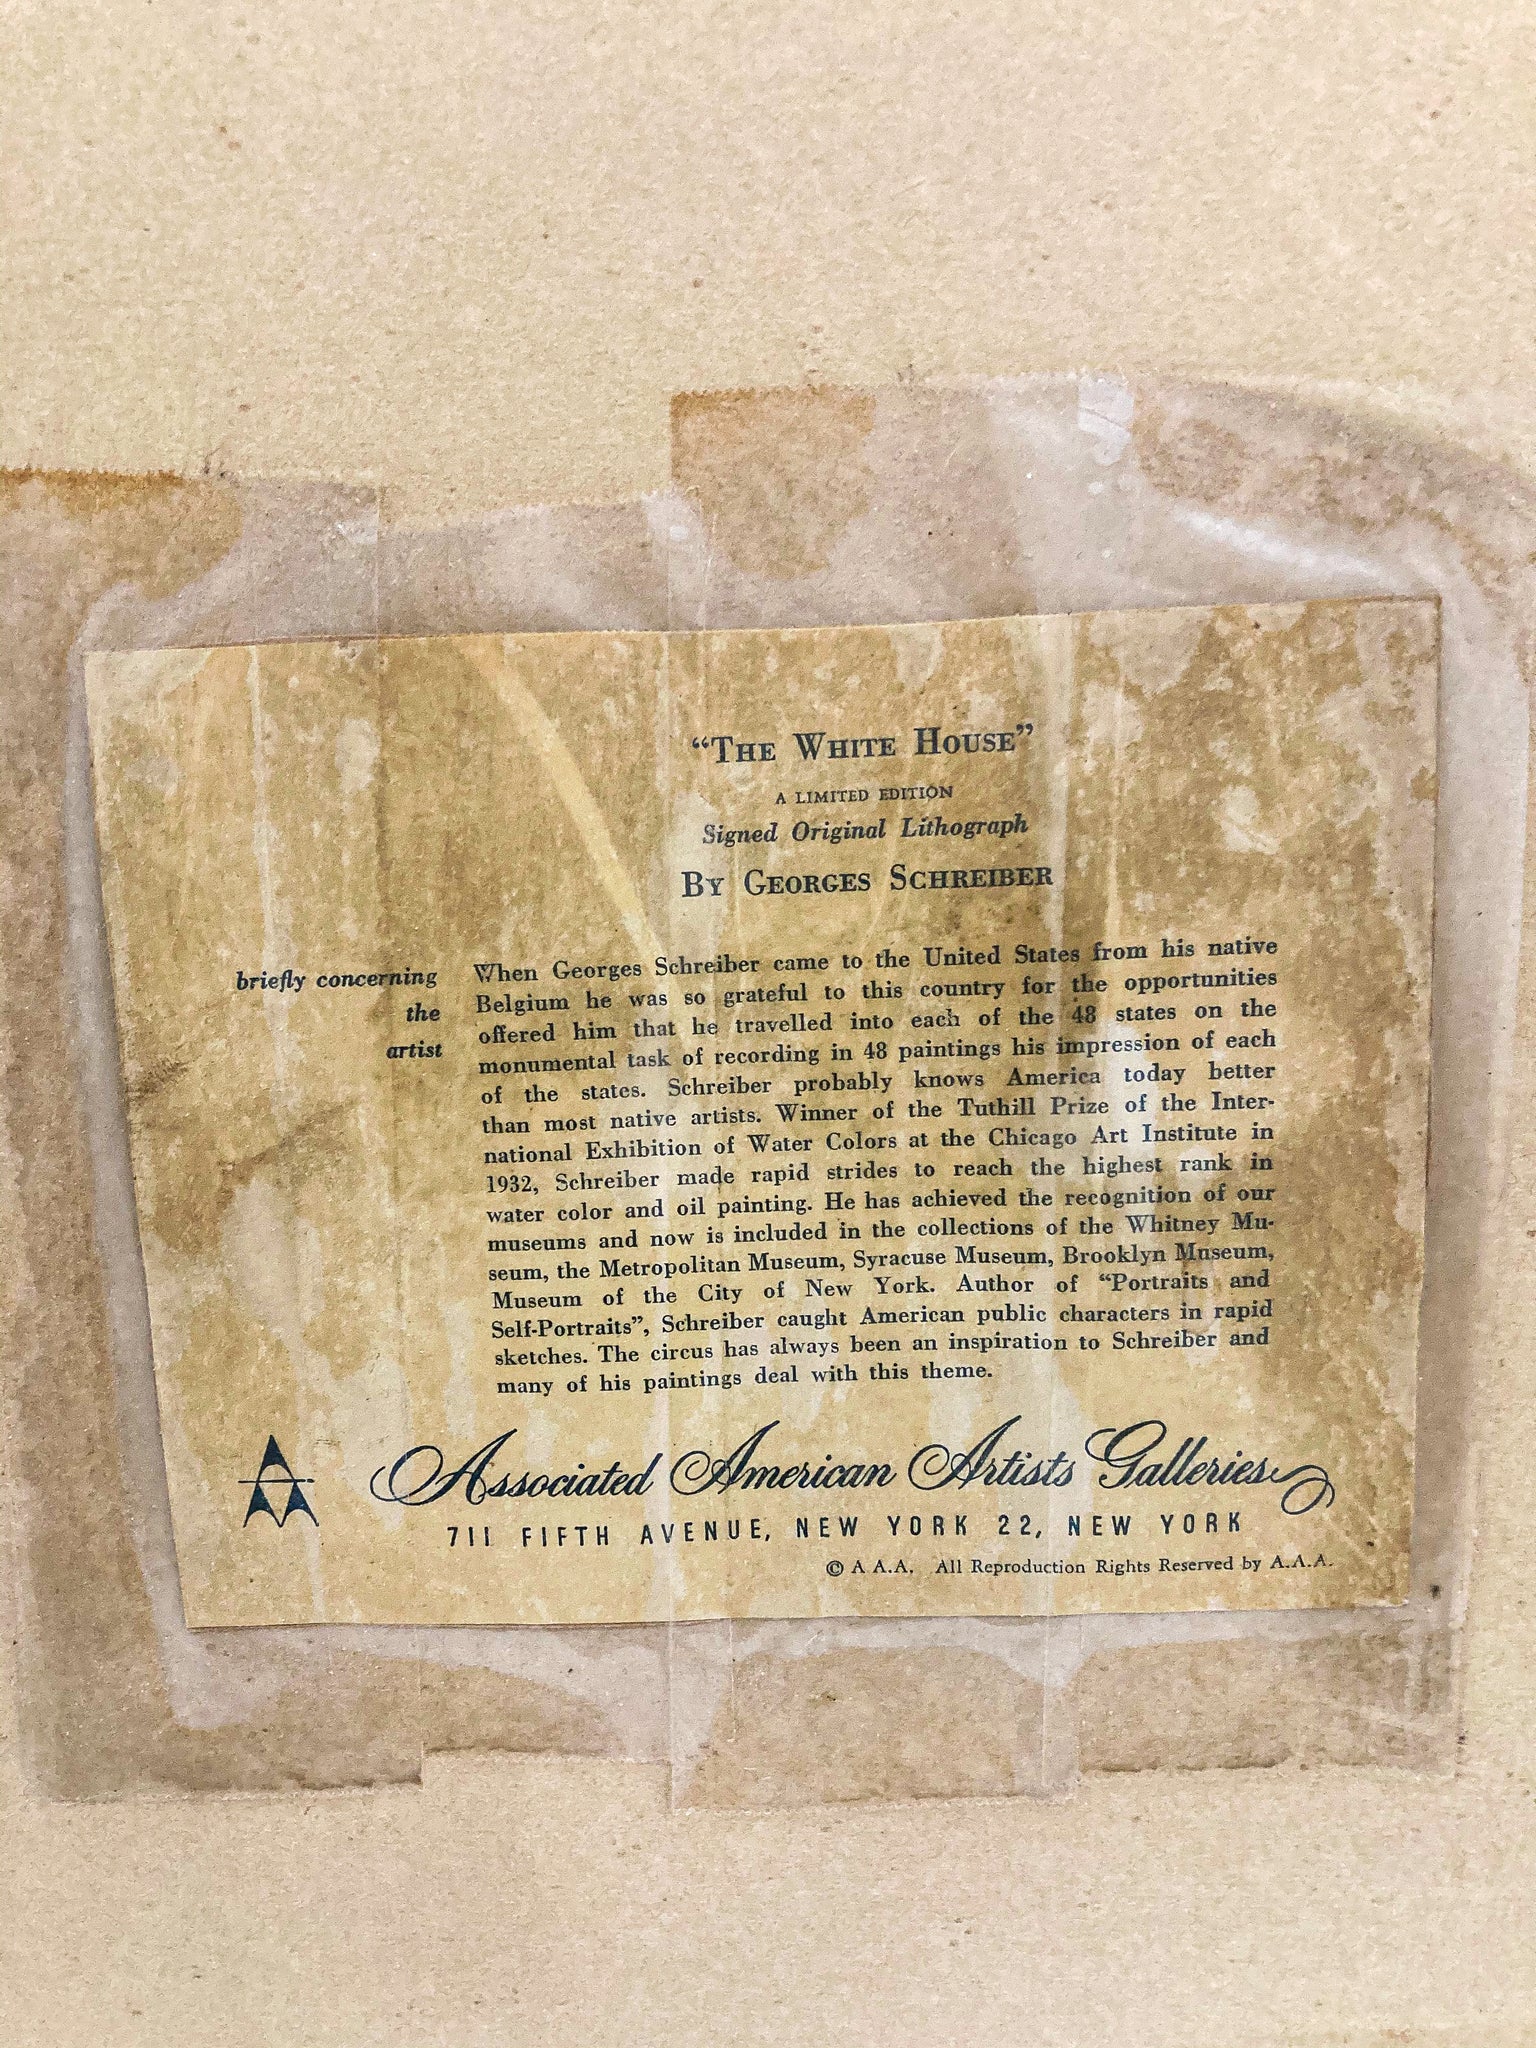 “The White House”
A LIMITED EDITION
Signed Original Lithograph
By Georges Schreiber
briefly concerning
the
artist
When Georges Schreiber came to the United States from his native
Belgium he was so grateful to this country for the opportunities
offered him that he travelled into each of the 48 states on the
monumental task of recording in 48 paintings his impression of each
of the states. Schreiber probably knows America today better
than most native artists. Winner of the Tuthill Prize of the Inter-
national Exhibition of Water Colors at the Chicago Art Institute in
1932, Schreiber made rapid strides to reach the highest rank in
water color and oil painting. He has achieved the recognition of our
museums and now is included in the collections of the Whitney Mu-
seum, the Metropolitan Museum, Syracuse Museum, Brooklyn Museum,
Museum of the City of New York. Author of “Portraits and
Self-Portraits”, Schreiber caught American public characters in rapid
sketches. The circus has always been an inspiration to Schreiber and
many of his paintings deal with this theme.
Associated American Artists Galleries
711 FIFTH AVENUE, NEW YORK 22, NEW YORK
© A A.A. All Reproduction Rights Reserved by A.A.A.